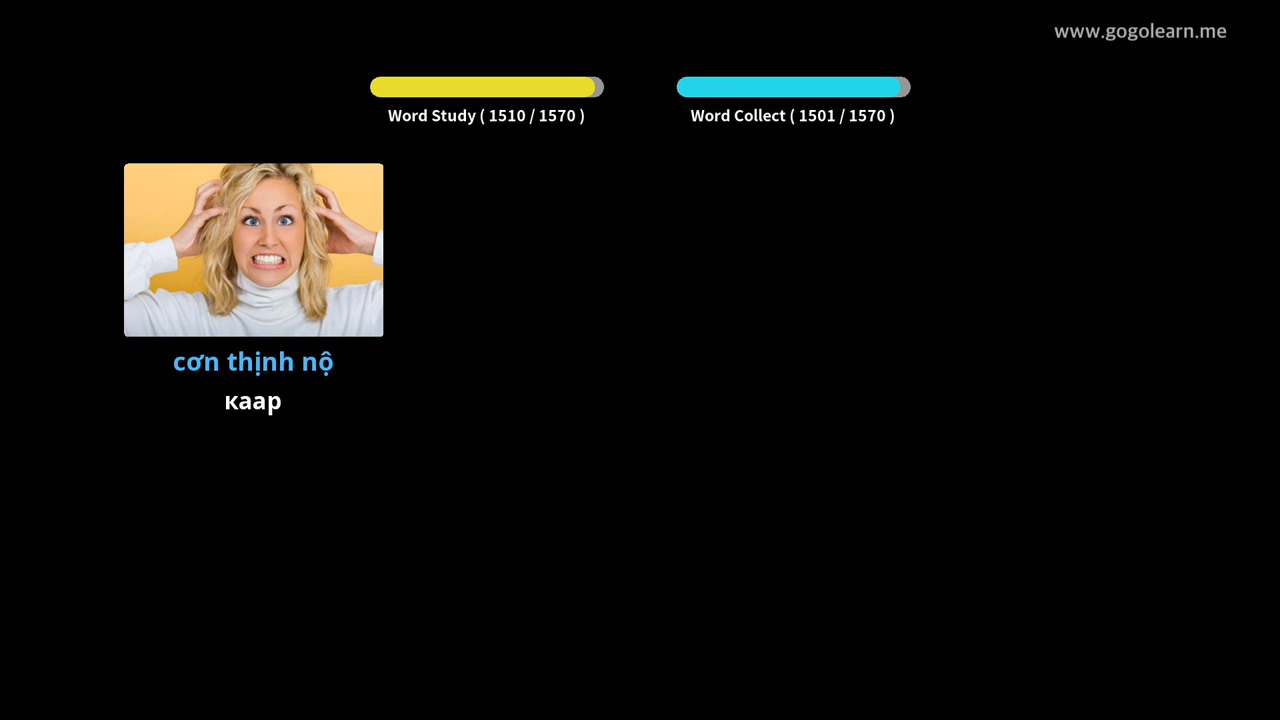 www.gogolearn.me
Word Study ( 1510 / 1570 )
Word Collect ( 1501 / 1570 )
cơn thịnh nộ
каар